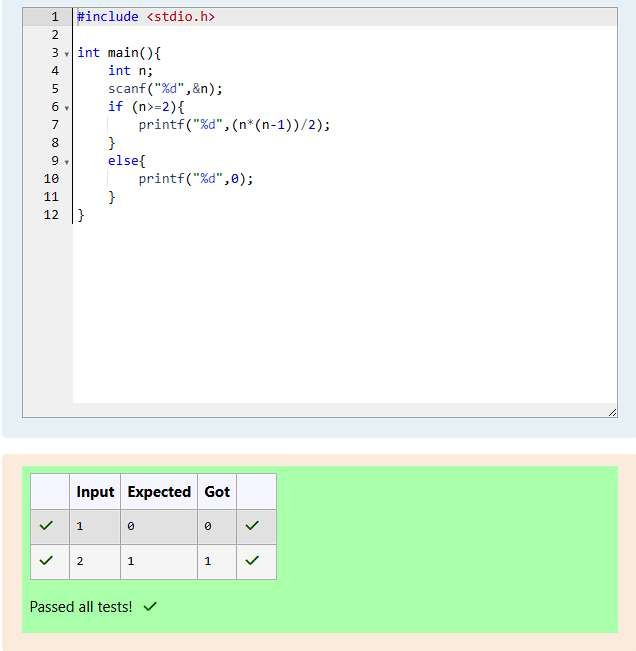 1 #include <stdio.h>
2
3 int main(){
4     int n;
5     scanf("%d",&n);
6     if (n>=2){
7         printf("%d",(n*(n-1))/2);
8     }
9     else{
10         printf("%d",0);
11     }
12 }
Input Expected Got
1 0 0
2 1 1
Passed all tests!